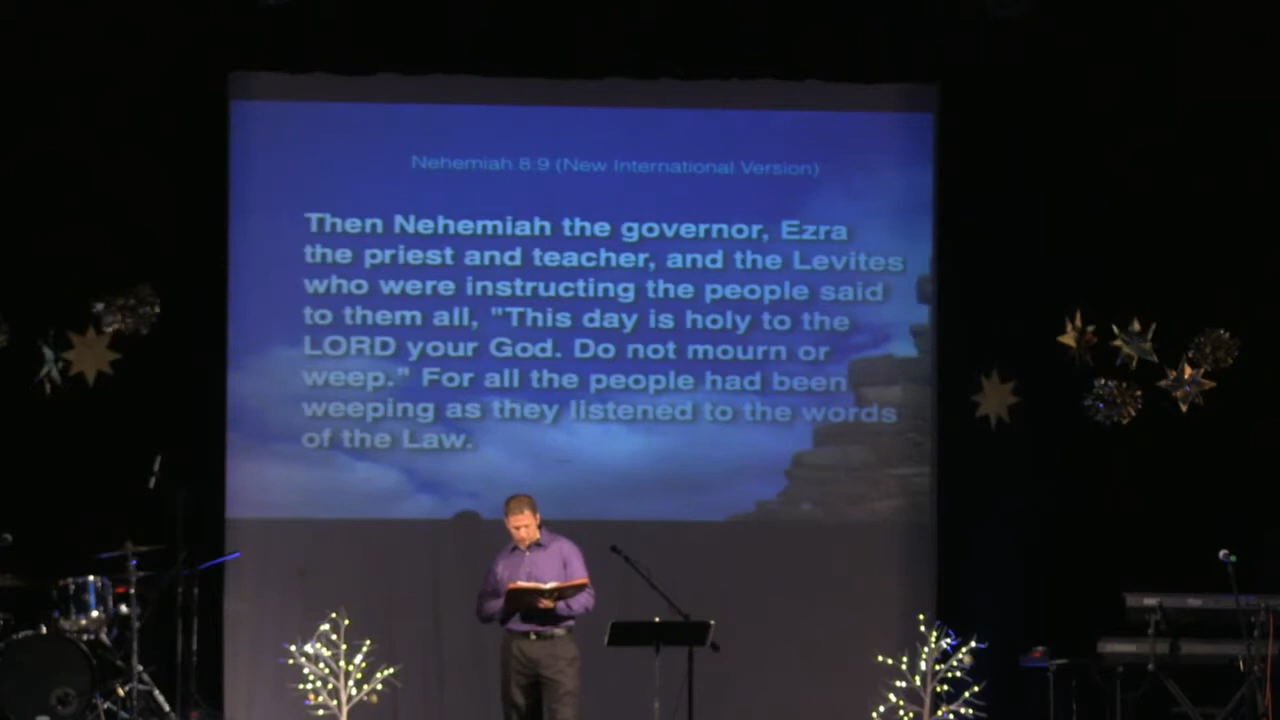 Nehemiah 8:9 (New International Version)
Then Nehemiah the governor, Ezra
the priest and teacher, and the Levites
who were instructing the people said
to them all, "This day is holy to the
LORD your God. Do not mourn or
weep." For all the people had been
weeping as they listened to the words
of the Law.